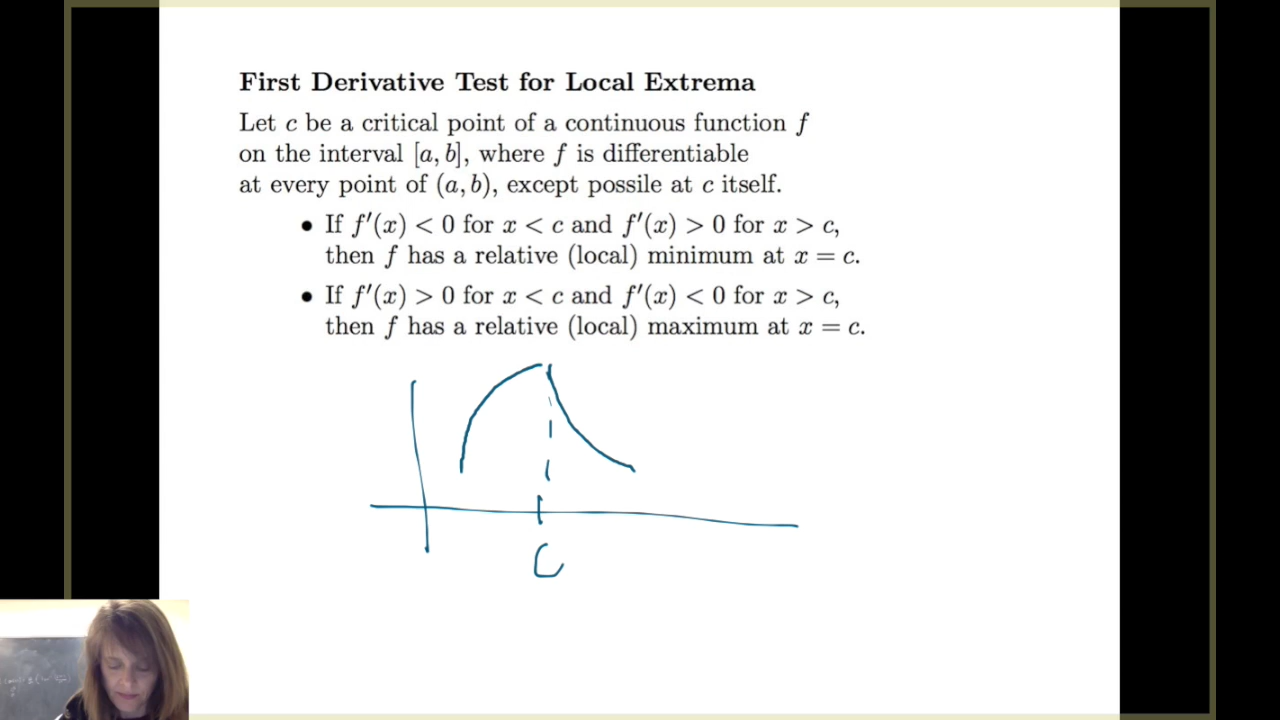 First Derivative Test for Local Extrema
Let c be a critical point of a continuous function f
on the interval [a, b], where f is differentiable
at every point of (a, b), except possile at c itself.
• If f′(x) < 0 for x < c and f′(x) > 0 for x > c,
then f has a relative (local) minimum at x = c.
• If f′(x) > 0 for x < c and f′(x) < 0 for x > c,
then f has a relative (local) maximum at x = c.
C